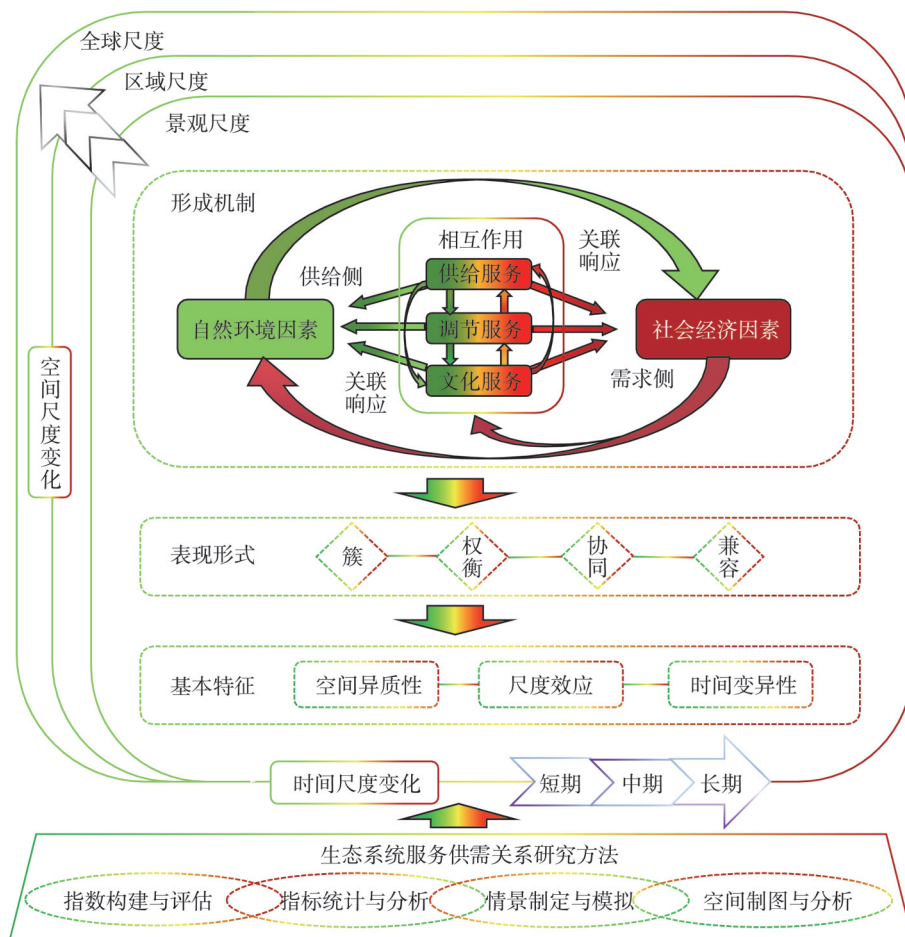 全球尺度
区域尺度
景观尺度
形成机制
相互作用
关联
响应
供给侧
供给服务
自然环境因素
调节服务
社会经济因素
文化服务
关联
响应
需求侧
空间尺度变化
表现形式
簇
权衡
协同
兼容
基本特征
空间异质性
尺度效应
时间变异性
时间尺度变化
短期
中期
长期
生态系统服务供需关系研究方法
指数构建与评估
指标统计与分析
情景制定与模拟
空间制图与分析